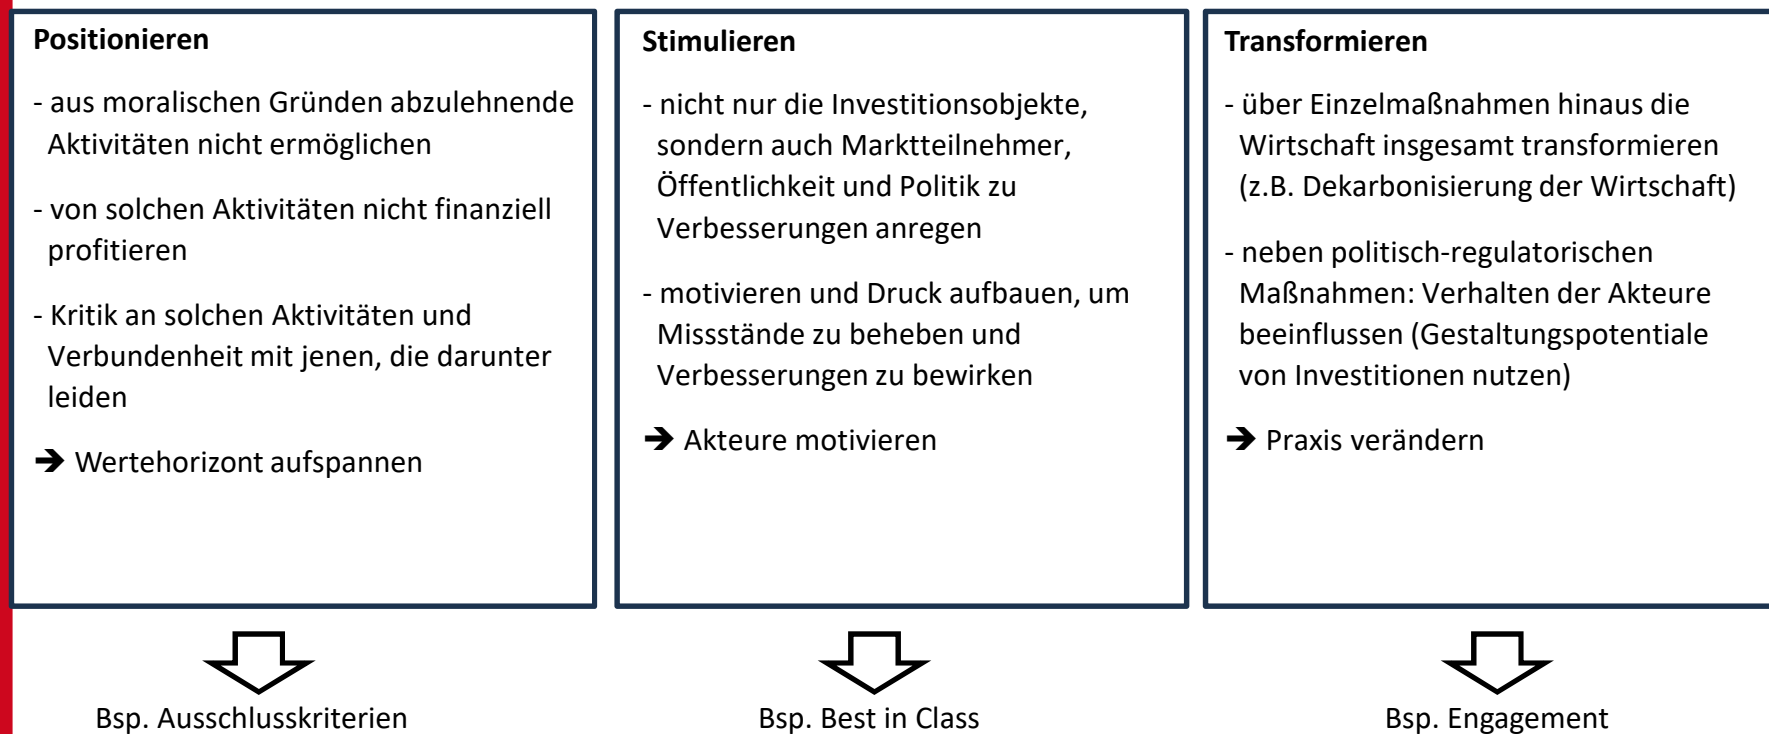 Positionieren
- aus moralischen Gründen abzulehnende
Aktivitäten nicht ermöglichen
- von solchen Aktivitäten nicht finanziell
profitieren
- Kritik an solchen Aktivitäten und
Verbundenheit mit jenen, die darunter
leiden
➔ Wertehorizont aufspannen
Stimulieren
- nicht nur die Investitionsobjekte,
sondern auch Marktteilnehmer,
Öffentlichkeit und Politik zu
Verbesserungen anregen
- motivieren und Druck aufbauen, um
Missstände zu beheben und
Verbesserungen zu bewirken
➔ Akteure motivieren
Transformieren
- über Einzelmaßnahmen hinaus die
Wirtschaft insgesamt transformieren
(z.B. Dekarbonisierung der Wirtschaft)
- neben politisch-regulatorischen
Maßnahmen: Verhalten der Akteure
beeinflussen (Gestaltungspotentiale
von Investitionen nutzen)
➔ Praxis verändern
Bsp. Ausschlusskriterien
Bsp. Best in Class
Bsp. Engagement